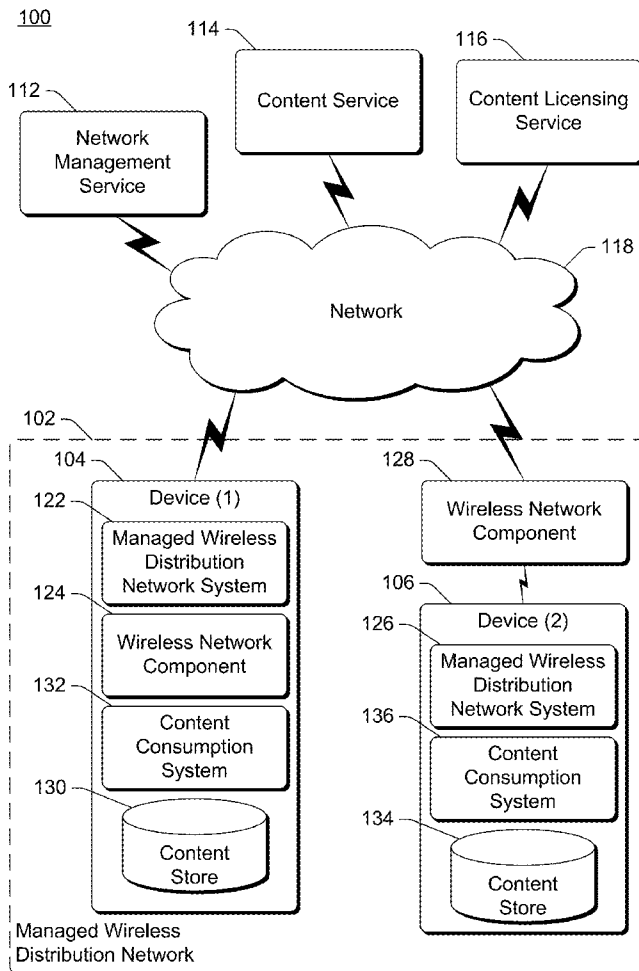 100
114
116
112
Content Service
Content Licensing
Service
Network
Management
Service
118
Network
102
104
128
Device (1)
122
Managed Wireless
Distribution
Network System
Wireless Network
Component
124
106
Device (2)
Wireless Network
Component
126
Managed Wireless
Distribution
Network System
132
136
Content
Consumption
System
Content
Consumption
System
130
134
Content
Store
Content
Store
Managed Wireless
Distribution Network